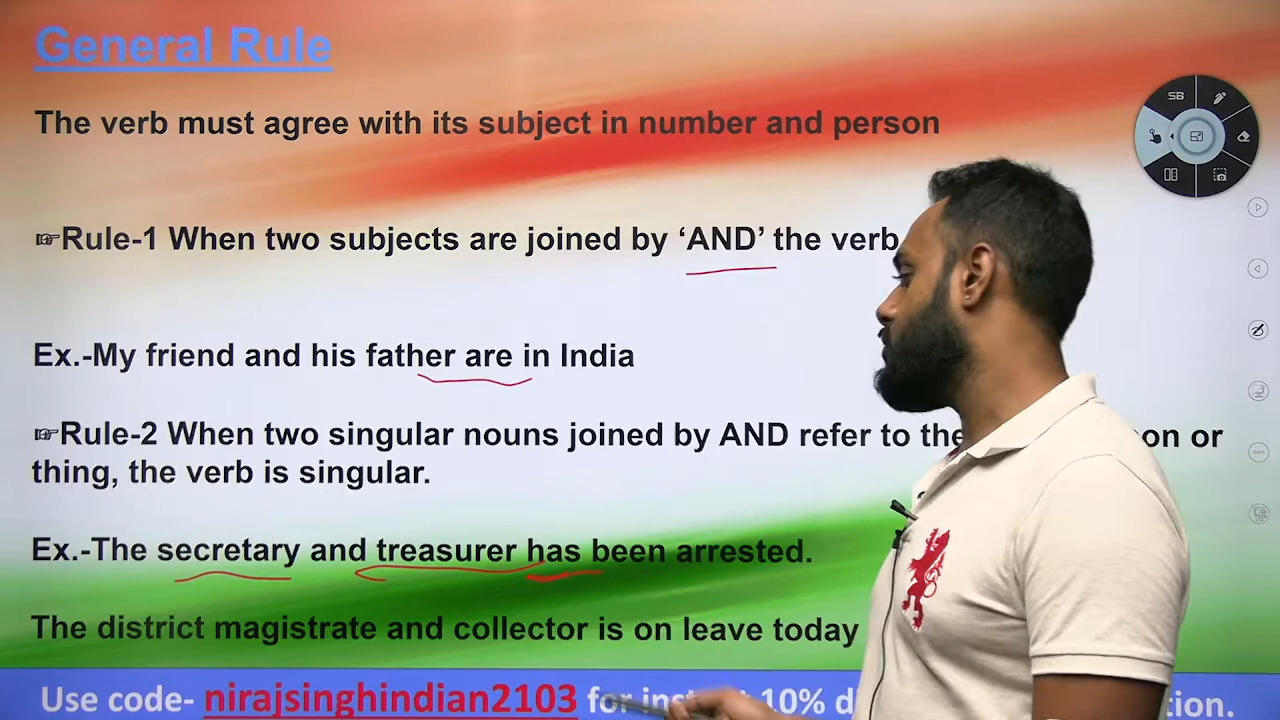 General Rule
SB
The verb must agree with its subject in number and person
☞Rule-1 When two subjects are joined by ‘AND’ the verb
Ex.-My friend and his father are in India
☞Rule-2 When two singular nouns joined by AND refer to the on or
thing, the verb is singular.
Ex.-The secretary and treasurer has been arrested.
The district magistrate and collector is on leave today
Use code- nirajsinghindian2103 for 10%